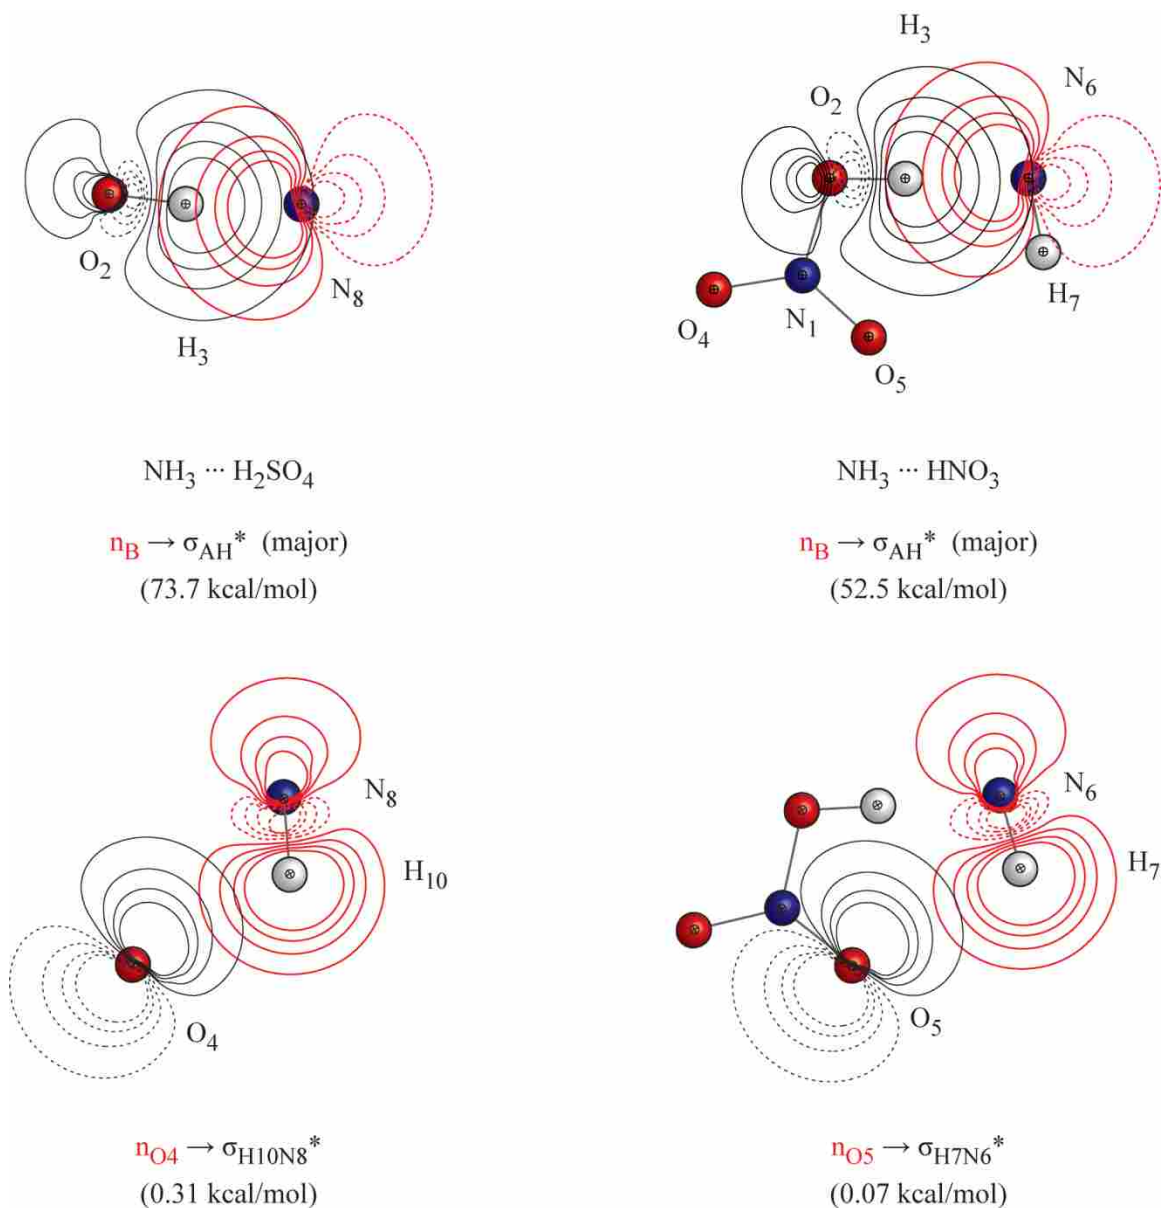 H3
N6
O2
O2
N8
H3
H7
O4
N1
O5
NH3 ··· H2SO4
NH3 ··· HNO3
nB → σAH* (major)
nB → σAH* (major)
(73.7 kcal/mol)
(52.5 kcal/mol)
N8
N6
H10
H7
O4
O5
nO4 → σH10N8*
nO5 → σH7N6*
(0.31 kcal/mol)
(0.07 kcal/mol)